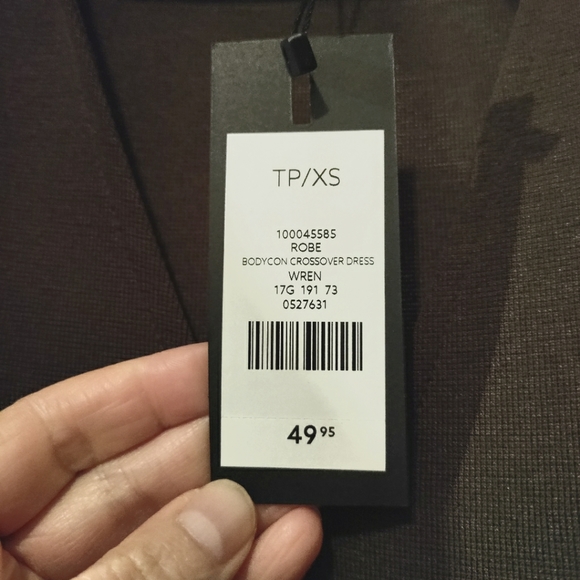 TP/XS
100045585
ROBE
BODYCON CROSSOVER DRESS
WREN
17G 191 73
0527631
49 95